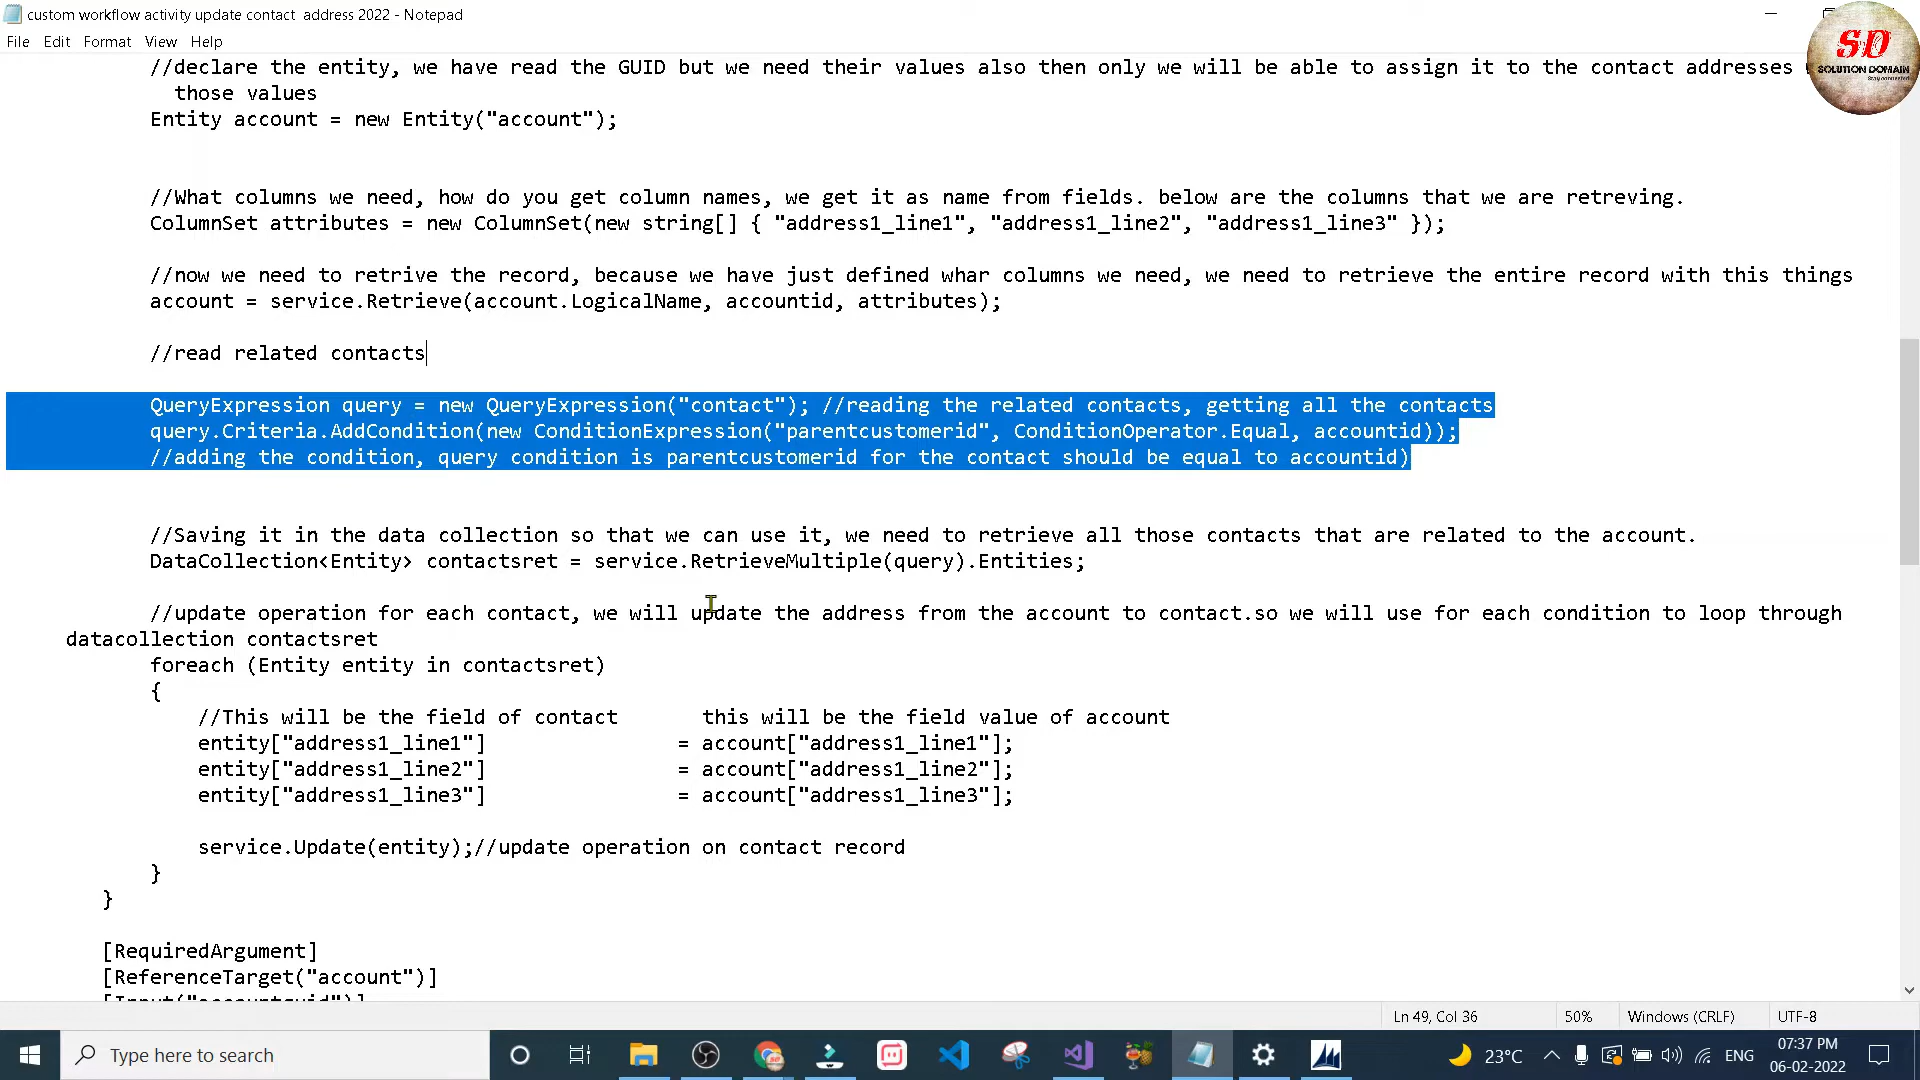 custom workflow activity update contact  address 2022 - Notepad
File Edit Format View Help
SD
SOLUTION DOMAIN
//declare the entity, we have read the GUID but we need their values also then only we will be able to assign it to the contact addresses
those values
Entity account = new Entity("account");
//What columns we need, how do you get column names, we get it as name from fields. below are the columns that we are retreving.
ColumnSet attributes = new ColumnSet(new string[] { "address1_line1", "address1_line2", "address1_line3" });
//now we need to retrive the record, because we have just defined whar columns we need, we need to retrieve the entire record with this things
account = service.Retrieve(account.LogicalName, accountid, attributes);
//read related contacts
QueryExpression query = new QueryExpression("contact"); //reading the related contacts, getting all the contacts
query.Criteria.AddCondition(new ConditionExpression("parentcustomerid", ConditionOperator.Equal, accountid));
//adding the condition, query condition is parentcustomerid for the contact should be equal to accountid)
//Saving it in the data collection so that we can use it, we need to retrieve all those contacts that are related to the account.
DataCollection<Entity> contactsret = service.RetrieveMultiple(query).Entities;
//update operation for each contact, we will update the address from the account to contact.so we will use for each condition to loop through
datacollection contactsret
foreach (Entity entity in contactsret)
{
//This will be the field of contact       this will be the field value of account
entity["address1_line1"]                = account["address1_line1"];
entity["address1_line2"]                = account["address1_line2"];
entity["address1_line3"]                = account["address1_line3"];
service.Update(entity);//update operation on contact record
}
}
[RequiredArgument]
[ReferenceTarget("account")]
[Input("accountguid")]
Ln 49, Col 36 50% Windows (CRLF) UTF-8
Type here to search
23°C ENG 07:37 PM
06-02-2022